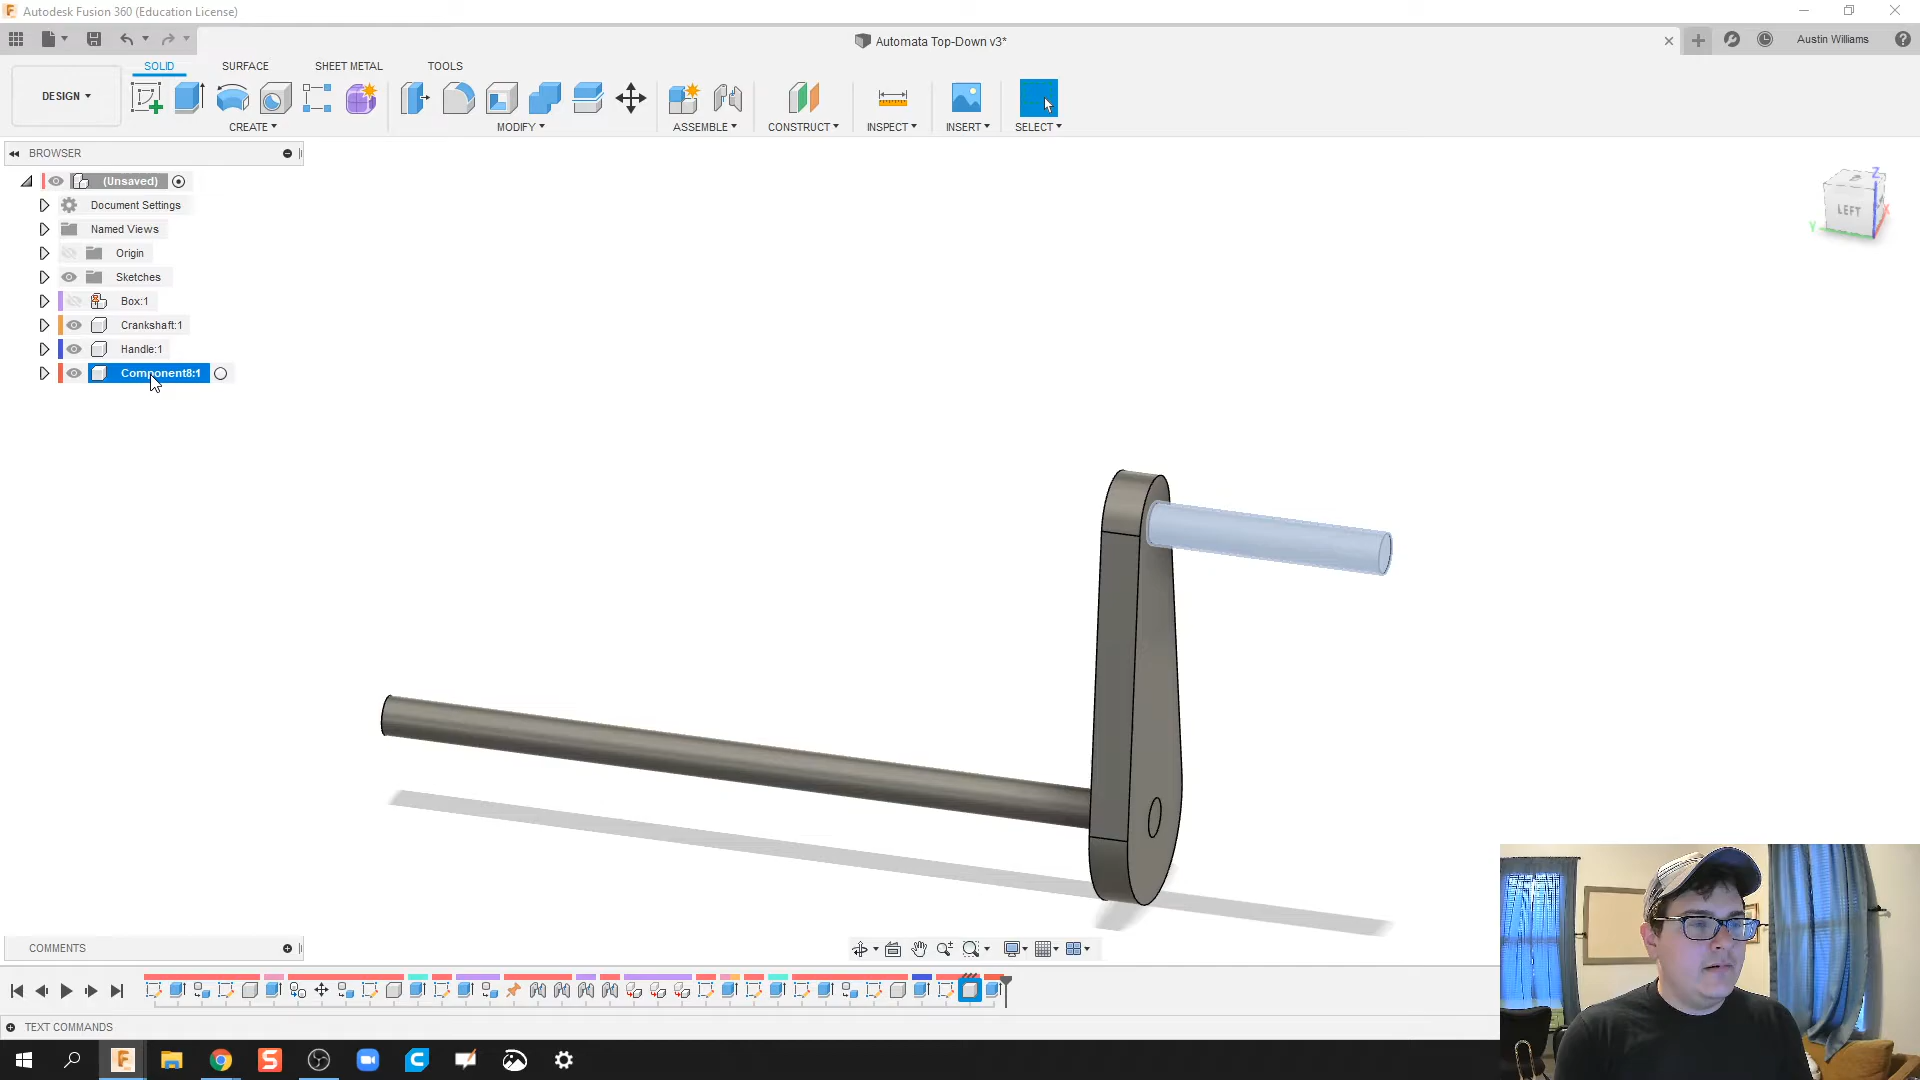 Autodesk Fusion 360 (Education License)
Automata Top-Down v3*
Austin Williams
SOLID SURFACE SHEET METAL TOOLS
DESIGN
CREATE MODIFY ASSEMBLE CONSTRUCT INSPECT INSERT SELECT
BROWSER
(Unsaved)
Document Settings
Named Views
Origin
Sketches
Box:1
Crankshaft:1
Handle:1
Component8:1
Z
LEFT
X
Y
COMMENTS
TEXT COMMANDS